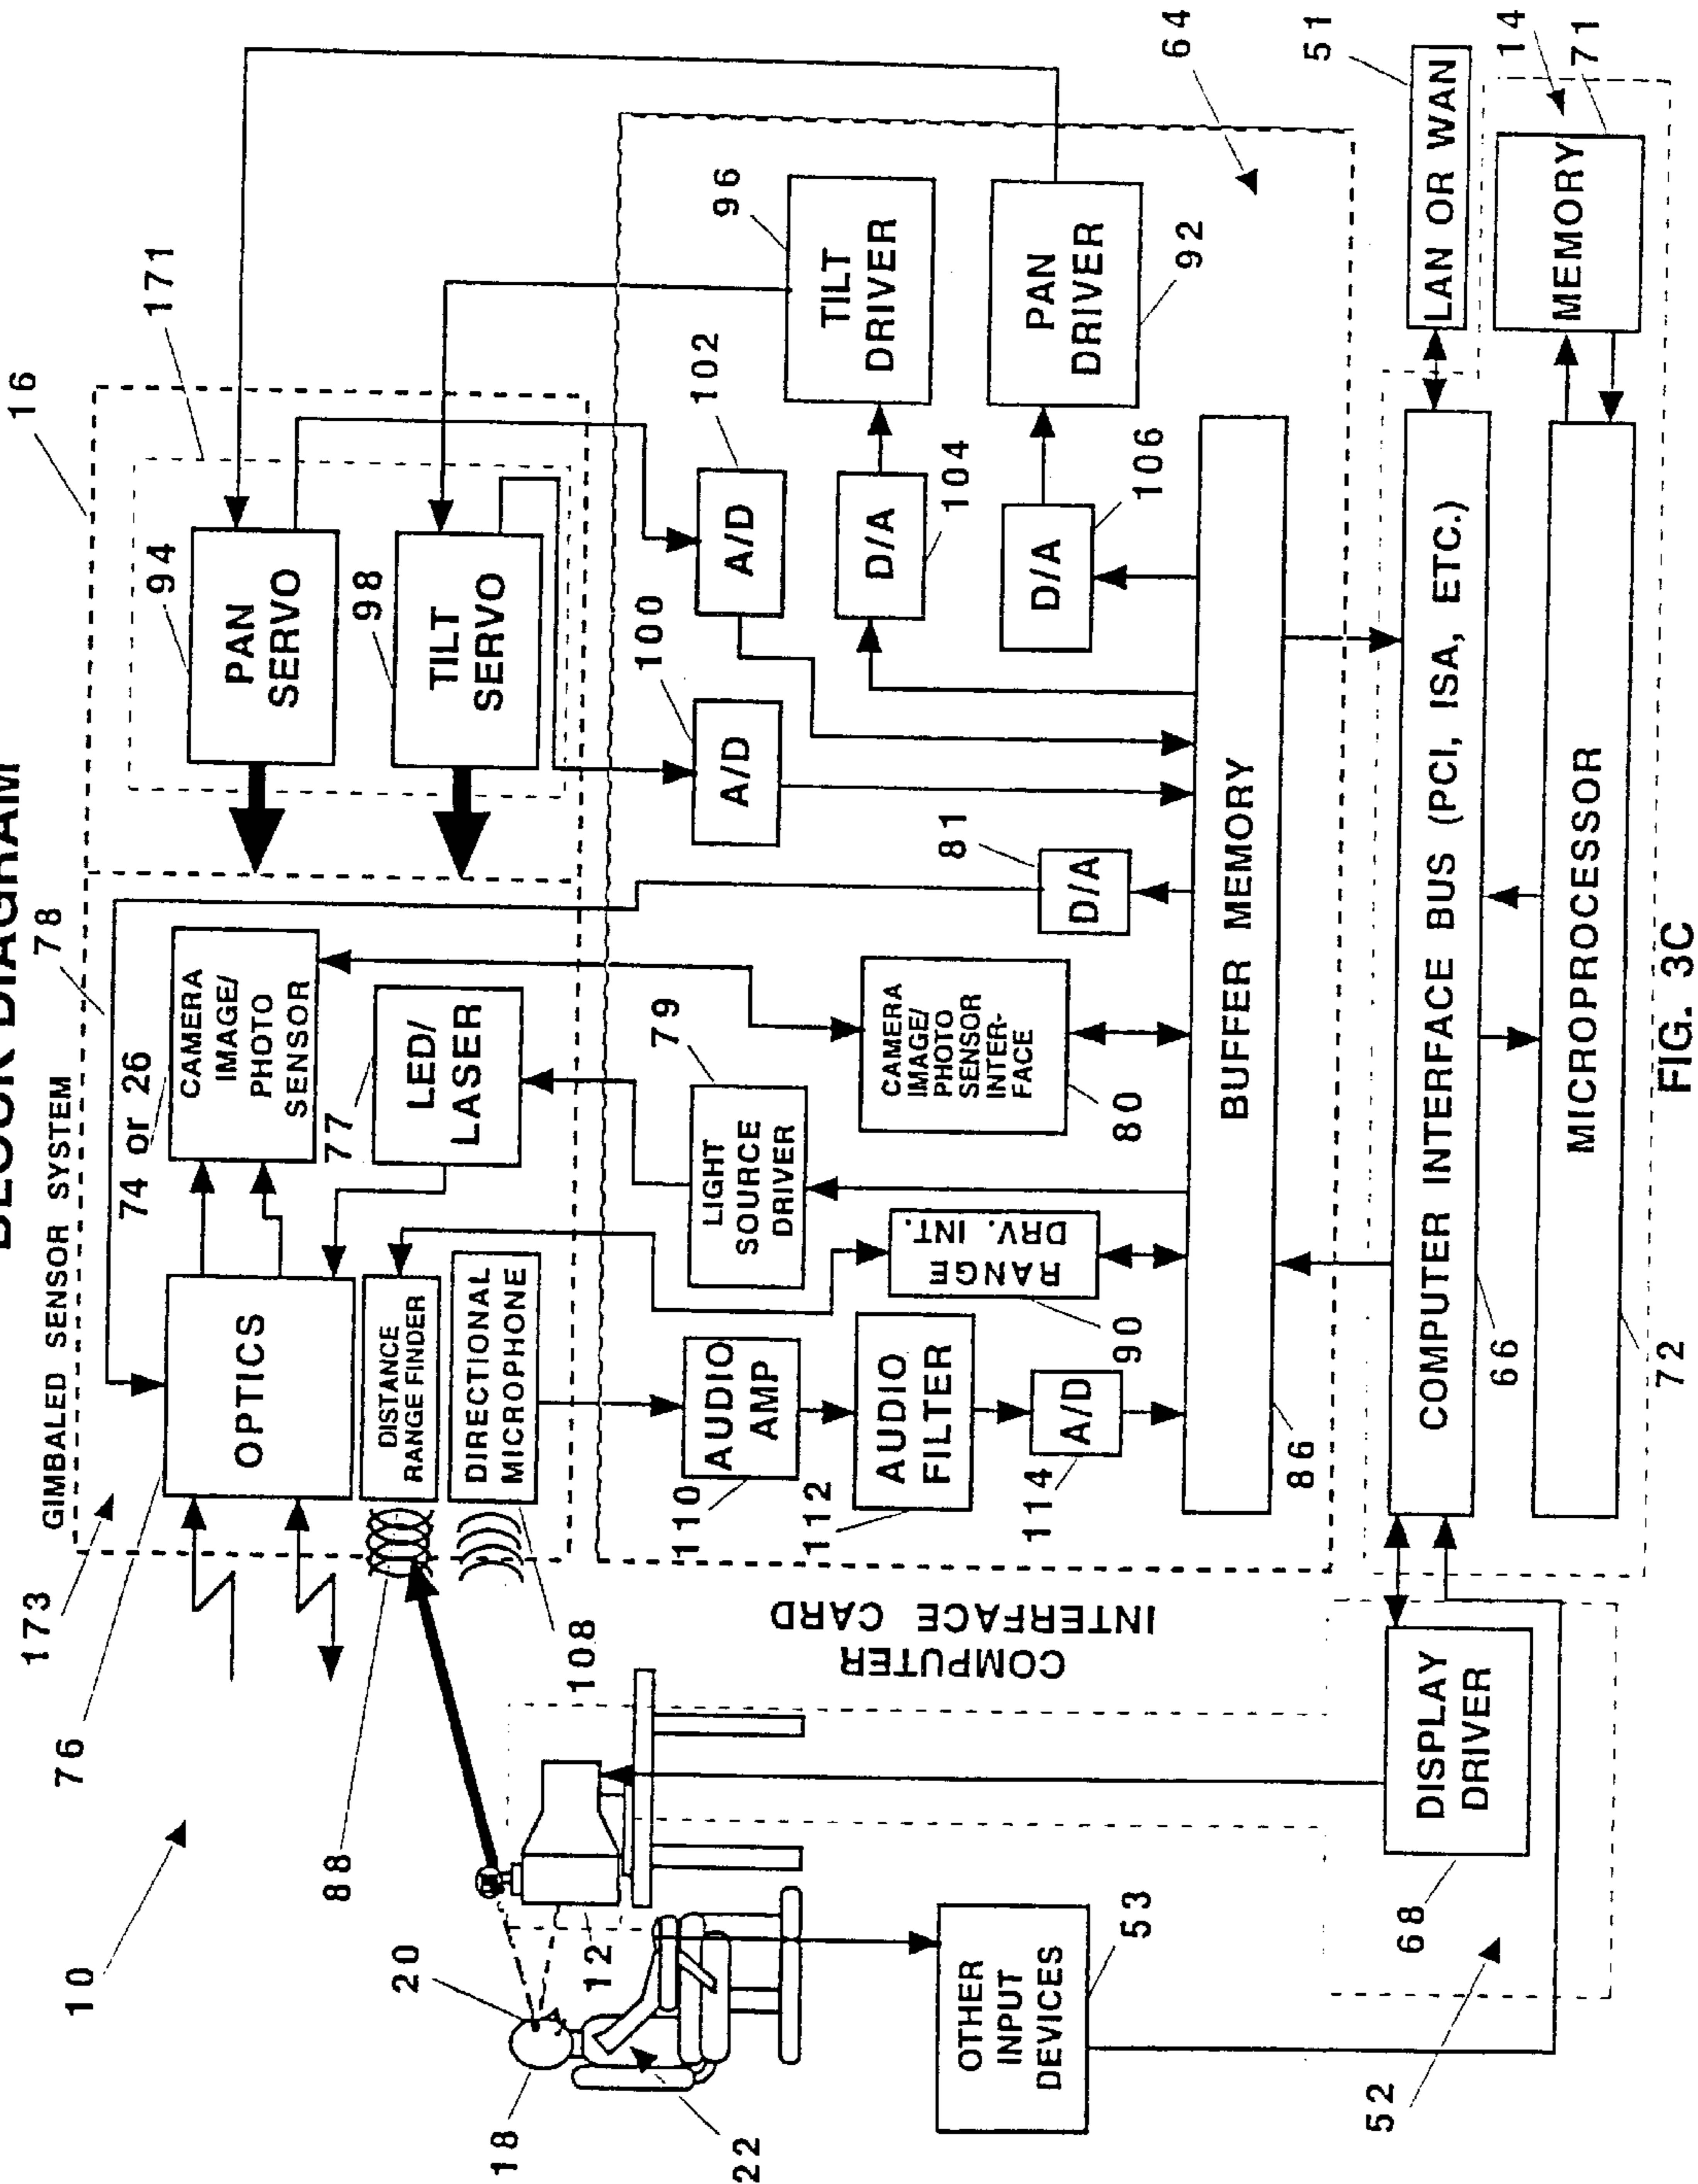 BLOCK DIAGRAM
16
171
GIMBALED SENSOR SYSTEM
78
173
74 or 26
94
76
OPTICS
CAMERA
IMAGE/
PHOTO
SENSOR
PAN
SERVO
77
98
10
88
DISTANCE
RANGE FINDER
LED/
LASER
TILT
SERVO
DIRECTIONAL
MICROPHONE
20
18
12
108
22
79
100
102
96
110
AUDIO
AMP
LIGHT
SOURCE
DRIVER
A/D
A/D
TILT
DRIVER
COMPUTER
INTERFACE CARD
112
AUDIO
FILTER
RANGE
DRV. INT.
CAMERA
IMAGE/
PHOTO
SENSOR
INTER-
FACE
81
D/A
104
PAN
DRIVER
114
A/D
90
80
D/A
D/A
106
92
64
OTHER
INPUT
DEVICES
53
BUFFER MEMORY
86
51
DISPLAY
DRIVER
COMPUTER INTERFACE BUS (PCI, ISA, ETC.)
LAN OR WAN
68
66
14
52
MICROPROCESSOR
MEMORY
72
71
FIG. 3C